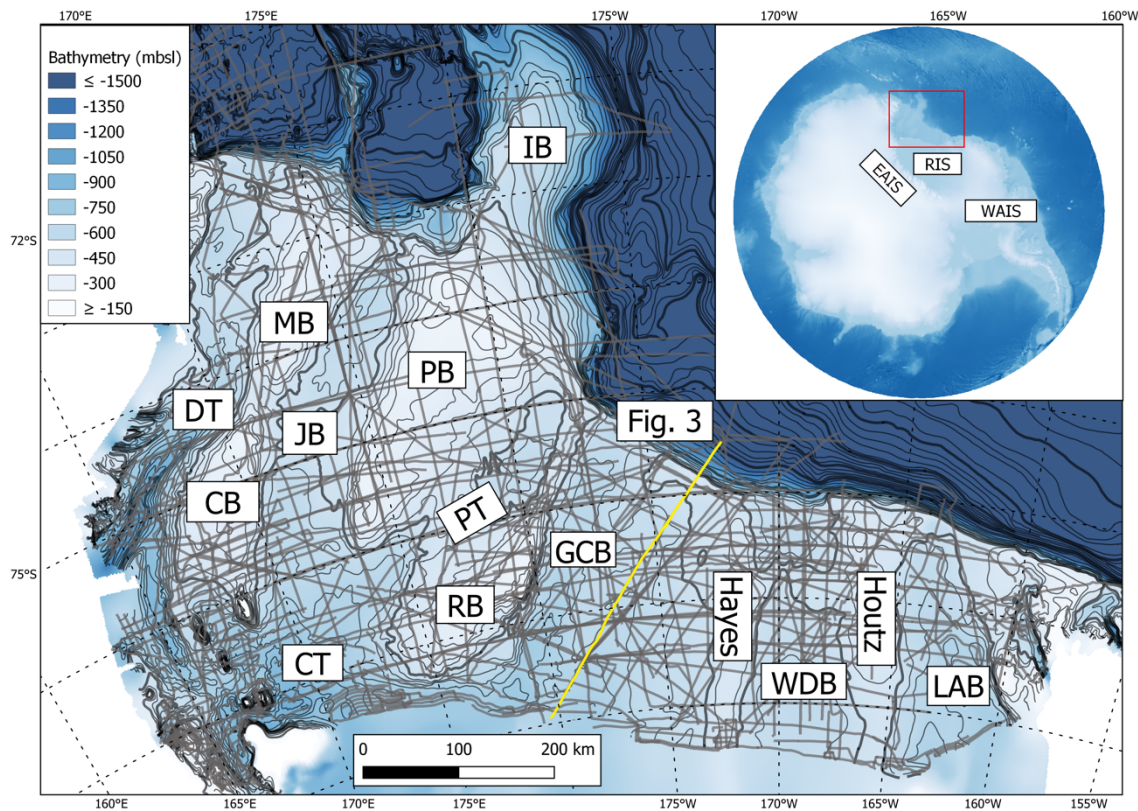 170°E
175°E
175°W
170°W
165°W
160°W
Bathymetry (mbsl)
≤ -1500
-1350
-1200
-1050
-900
-750
-600
-450
-300
≥ -150
IB
RIS
EAIS
WAIS
72°S
MB
PB
DT
JB
Fig. 3
CB
PT
GCB
75°S
RB
Hayes
Houtz
CT
WDB
LAB
0
100
200 km
160°E
165°E
170°E
175°E
175°W
170°W
165°W
160°W
155°W